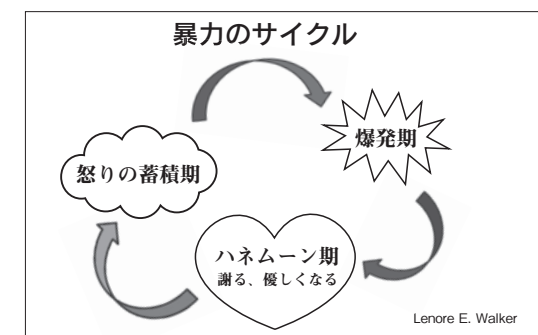 暴力のサイクル
爆発期
怒りの蓄積期
ハネムーン期
謝る、優しくなる
Lenore E. Walker